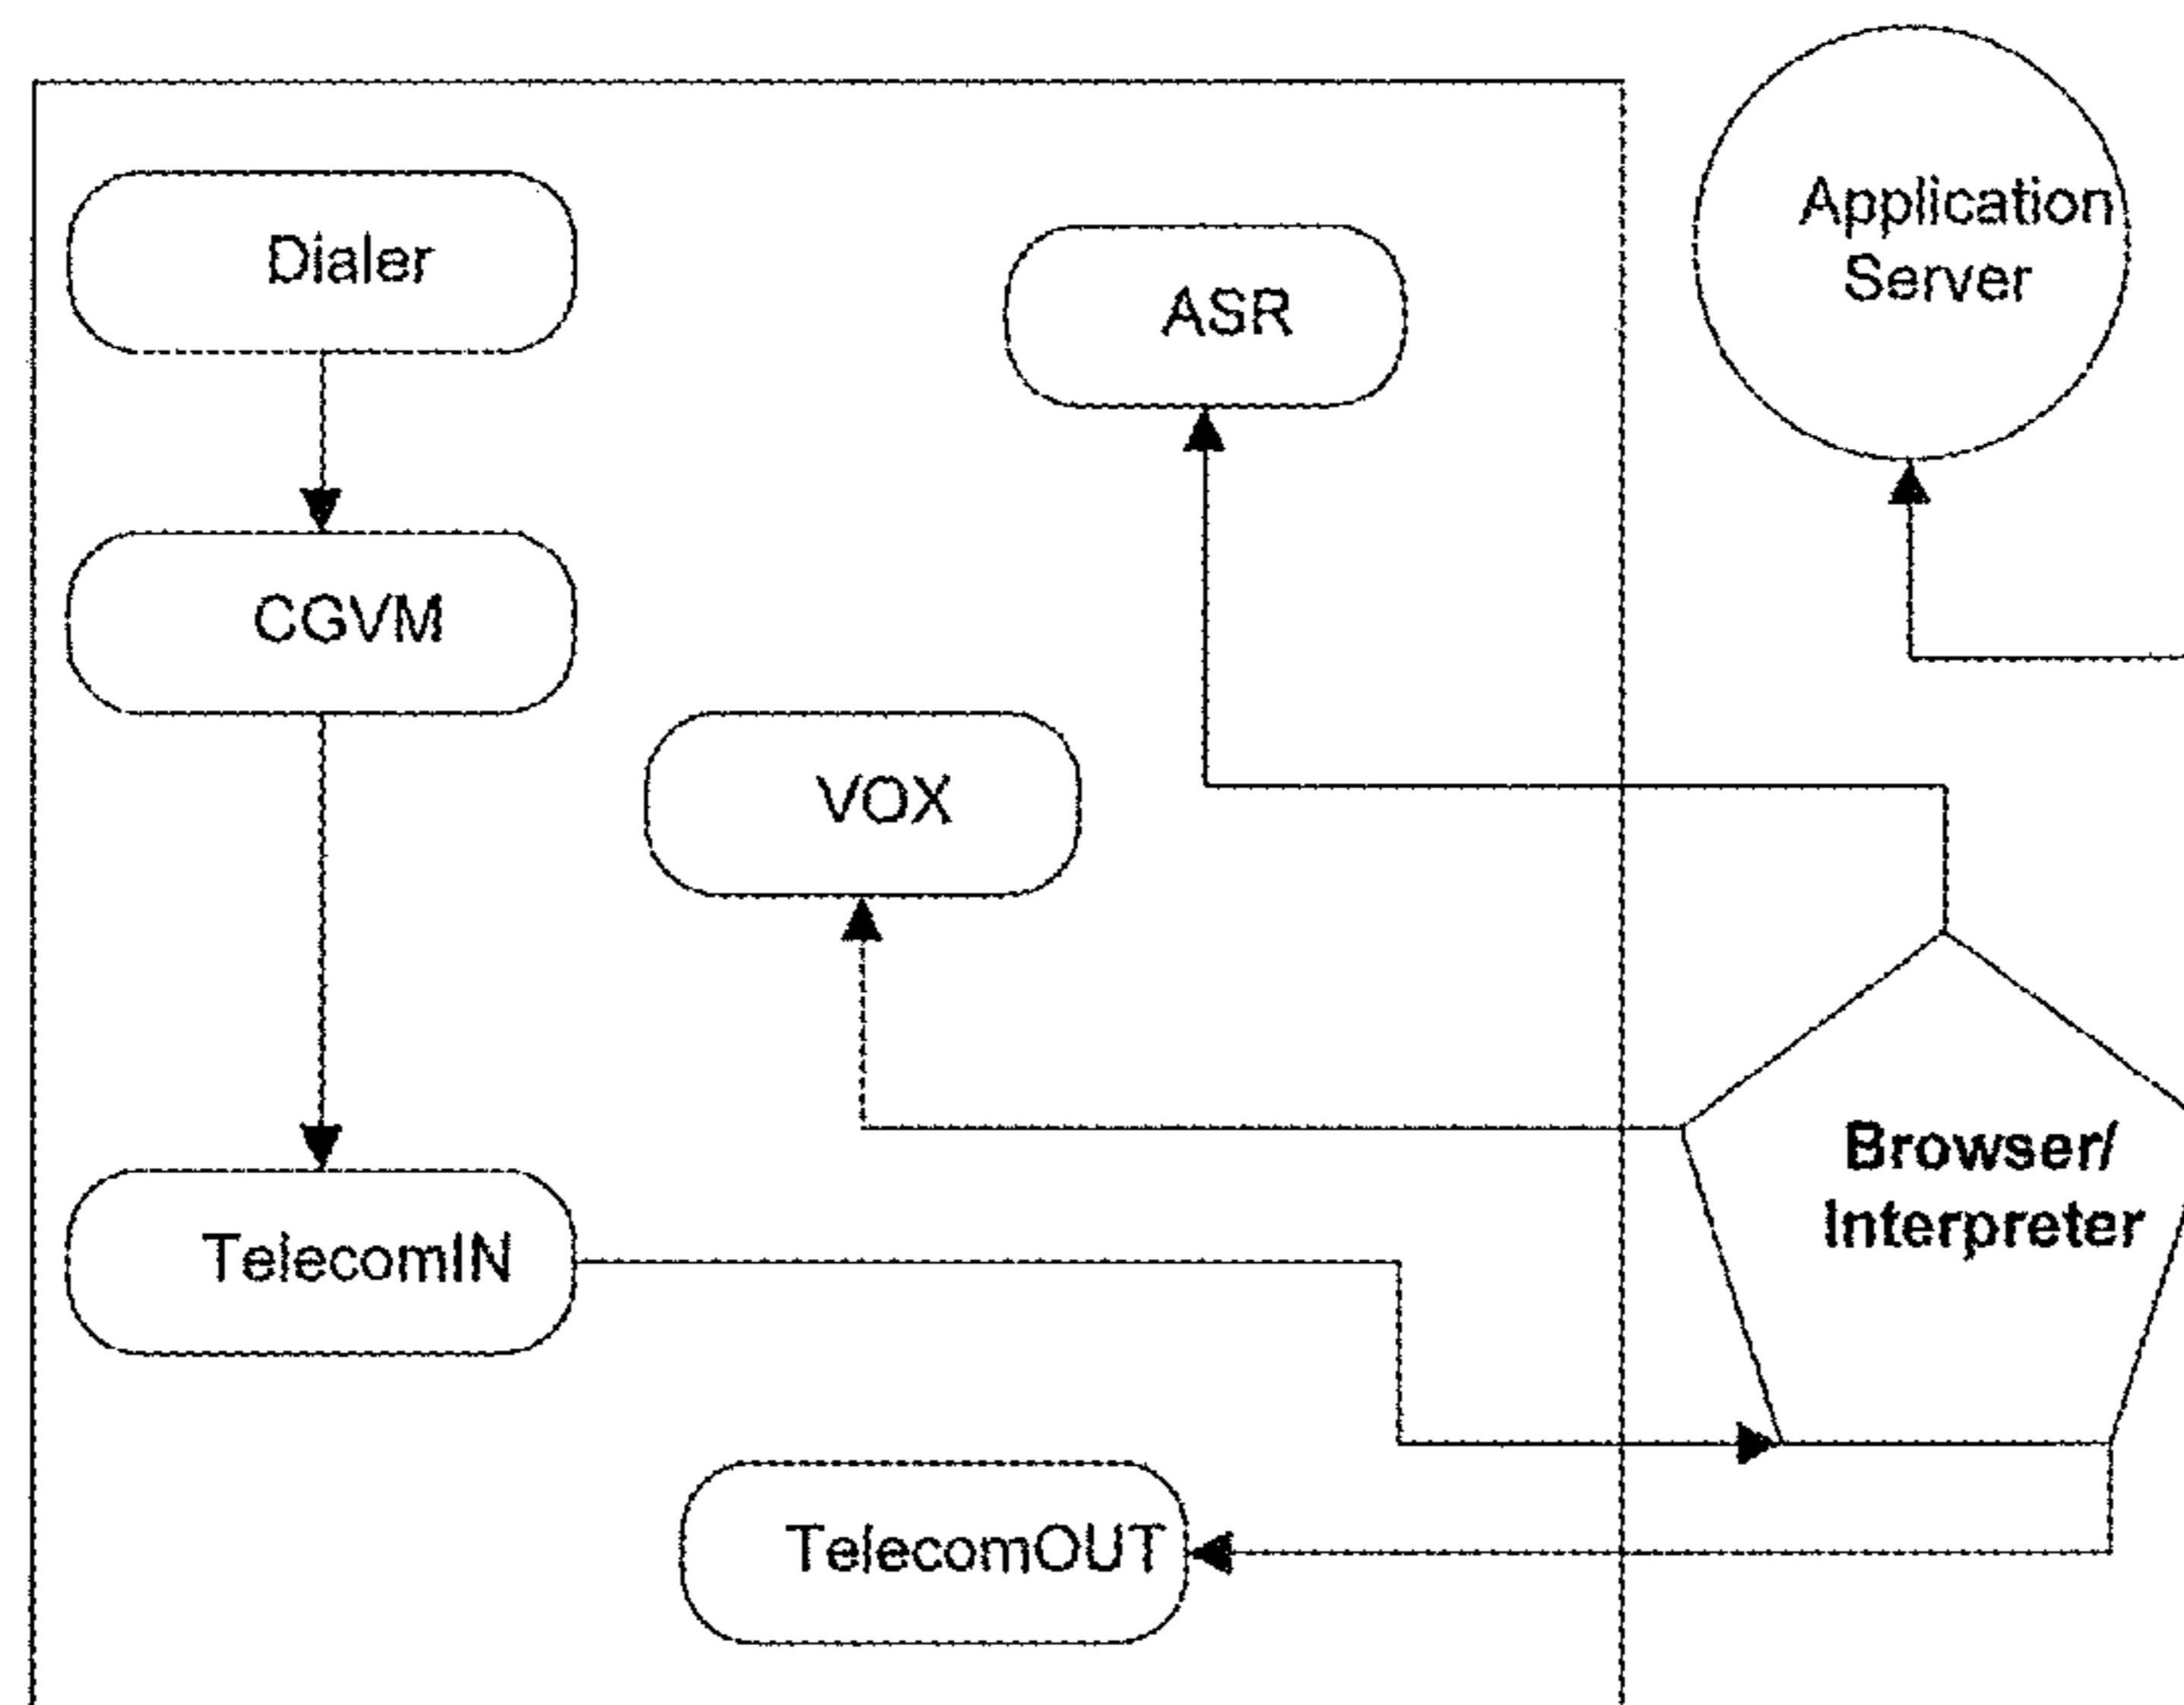 Dialer
ASR
Application
Server
CGVM
VOX
Browser/
Interpreter
TelecomIN
TelecomOUT